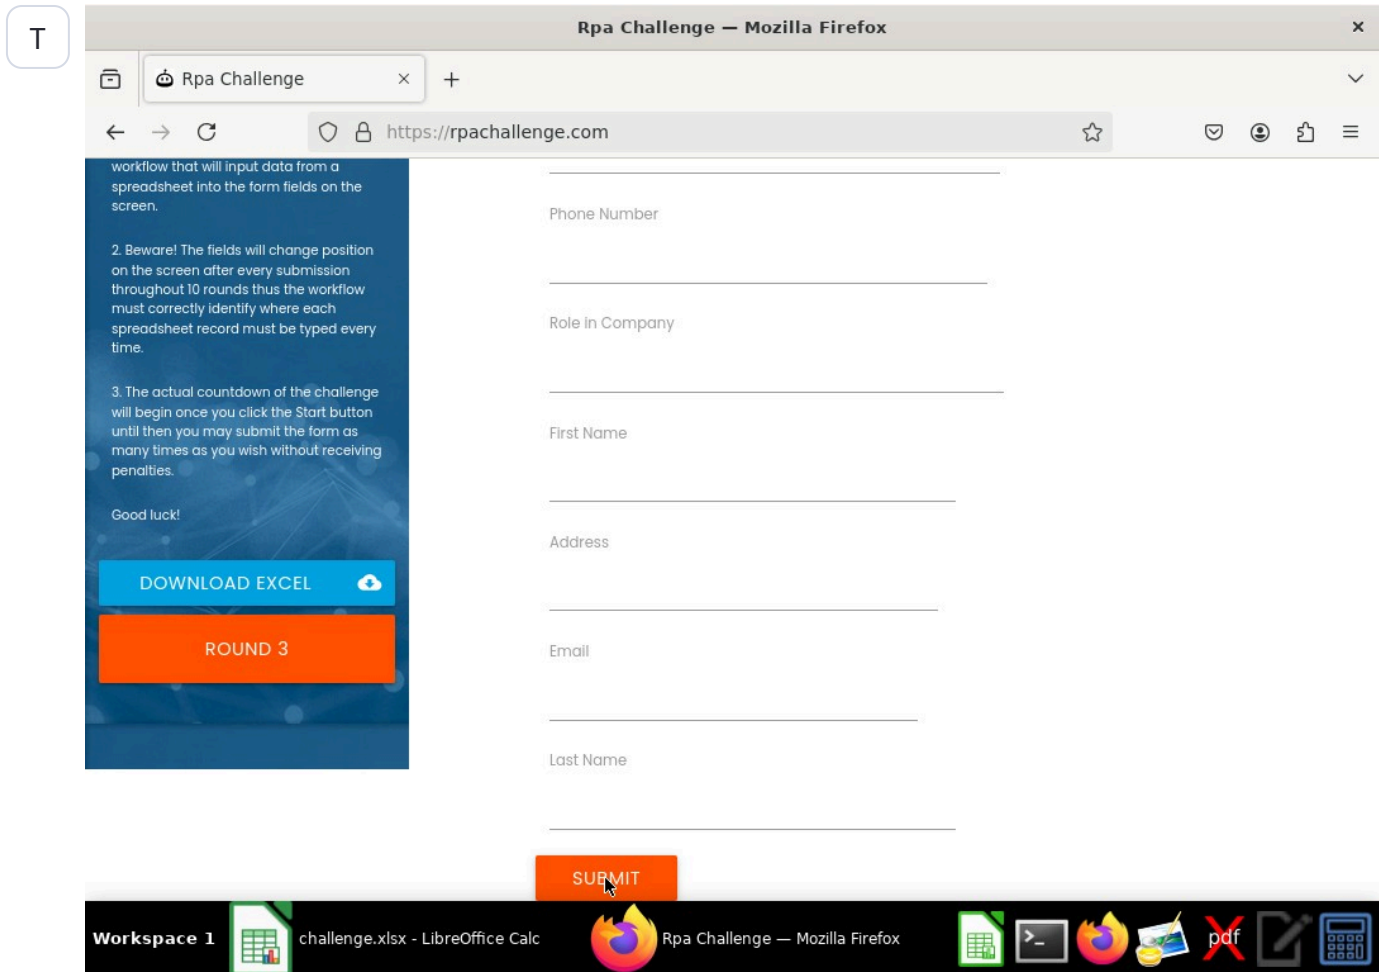 T
Rpa Challenge — Mozilla Firefox
Rpa Challenge
https://rpachallenge.com
workflow that will input data from a
spreadsheet into the form fields on the
screen.
2. Beware! The fields will change position
on the screen after every submission
throughout 10 rounds thus the workflow
must correctly identify where each
spreadsheet record must be typed every
time.
3. The actual countdown of the challenge
will begin once you click the Start button
until then you may submit the form as
many times as you wish without receiving
penalties.
Good luck!
DOWNLOAD EXCEL
ROUND 3
Phone Number
Role in Company
First Name
Address
Email
Last Name
SUBMIT
Workspace 1
challenge.xlsx - LibreOffice Calc
Rpa Challenge — Mozilla Firefox
pdf